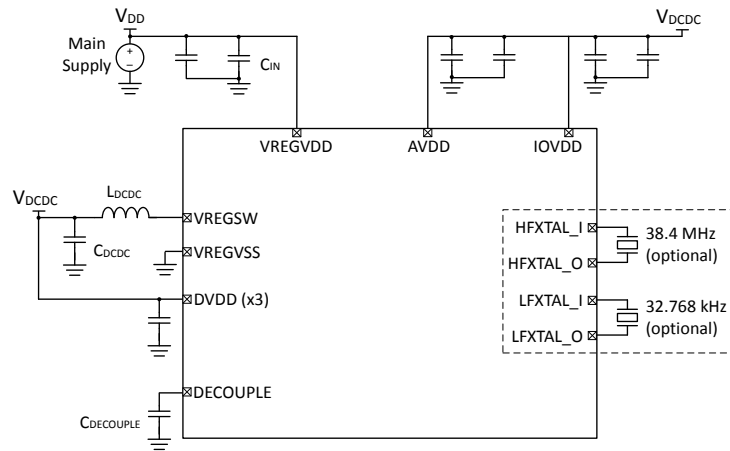 VDD
VDCDC
Main
Supply
+
–
CIN
VREGVDD
AVDD
IOVDD
VDCDC
LDCDC
VREGSW
HFXTAL_I
38.4 MHz
(optional)
CDCDC
VREGVSS
HFXTAL_O
DVDD (x3)
LFXTAL_I
32.768 kHz
(optional)
LFXTAL_O
DECOUPLE
CDECOUPLE